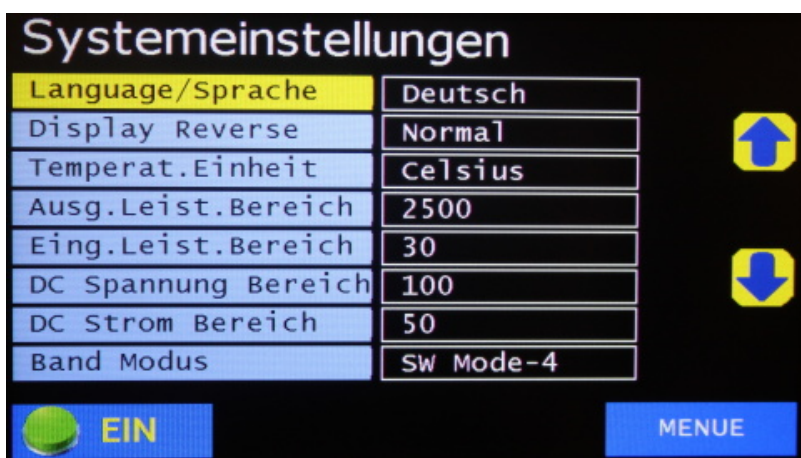 Systemeinstellungen
Language/Sprache Deutsch
Display Reverse Normal
Temperat.Einheit Celsius
Ausg.Leist.Bereich 2500
Eing.Leist.Bereich 30
DC Spannung Bereich 100
DC Strom Bereich 50
Band Modus SW Mode-4
EIN MENUE